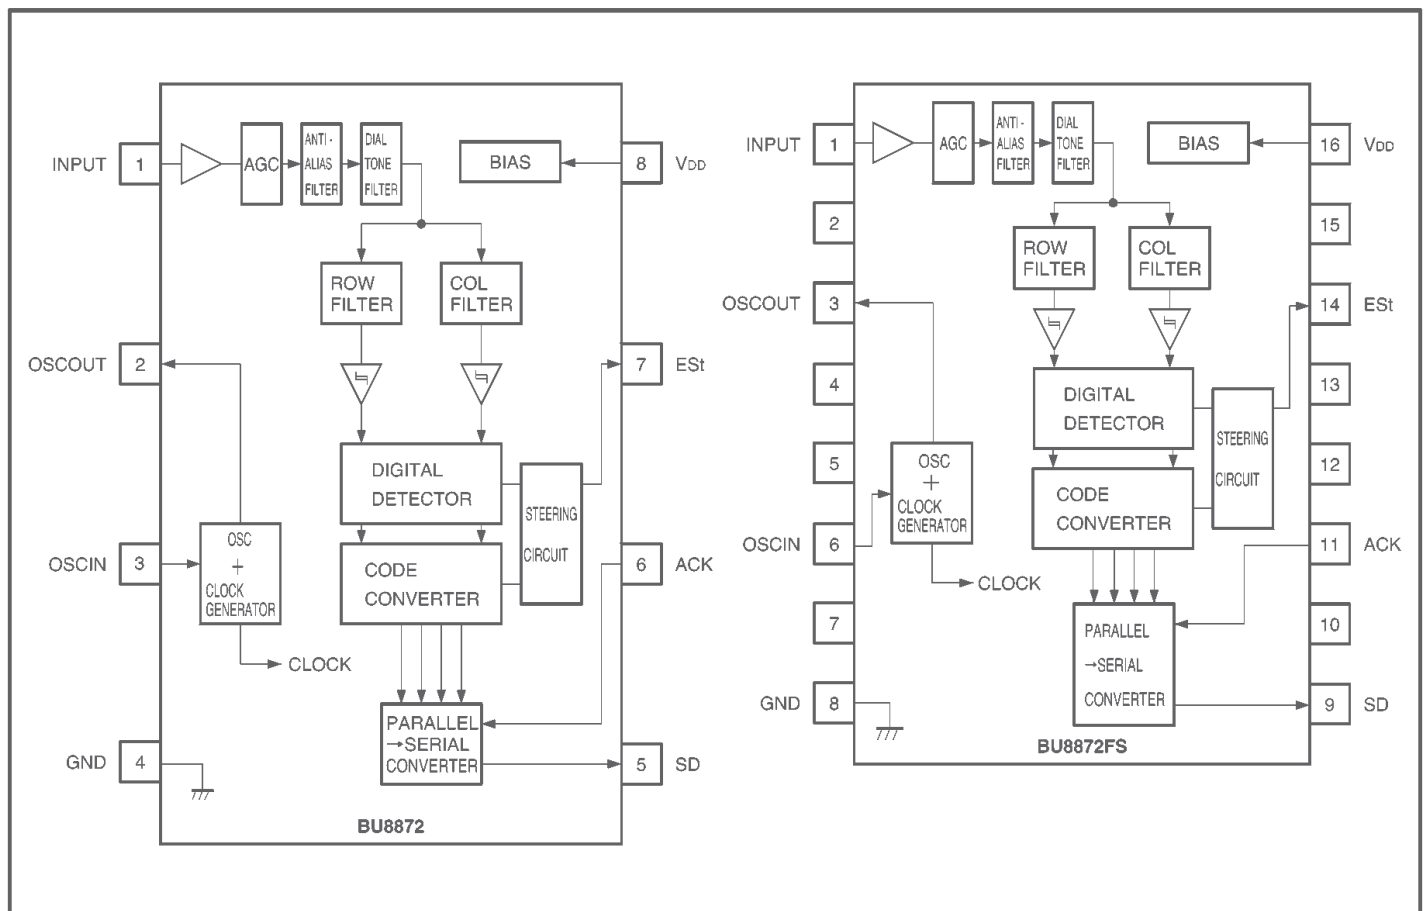 INPUT
1
AGC
ANTI-
ALIAS
FILTER
DIAL
TONE
FILTER
BIAS
8
VDD
ROW
FILTER
COL
FILTER
OSCOUT
2
7
ESt
DIGITAL
DETECTOR
STEERING
CIRCUIT
OSCIN
3
OSC
+
CLOCK
GENERATOR
CODE
CONVERTER
6
ACK
CLOCK
PARALLEL
→SERIAL
CONVERTER
GND
4
5
SD
BU8872
INPUT
1
AGC
ANTI-
ALIAS
FILTER
DIAL
TONE
FILTER
BIAS
16
VDD
2
15
ROW
FILTER
COL
FILTER
OSCOUT
3
14
ESt
4
13
DIGITAL
DETECTOR
STEERING
CIRCUIT
5
12
OSC
+
CLOCK
GENERATOR
CODE
CONVERTER
OSCIN
6
11
ACK
CLOCK
7
10
PARALLEL
→SERIAL
CONVERTER
GND
8
9
SD
BU8872FS